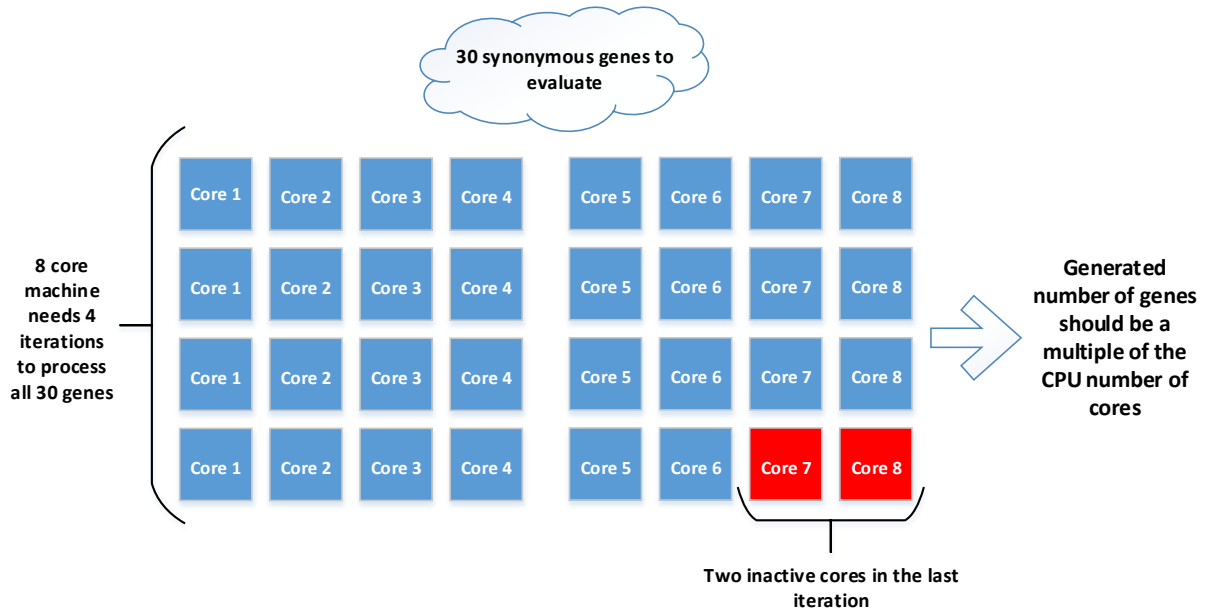 30 synonymous genes to
evaluate
Core 1 Core 2 Core 3 Core 4 Core 5 Core 6 Core 7 Core 8
Core 1 Core 2 Core 3 Core 4 Core 5 Core 6 Core 7 Core 8
Core 1 Core 2 Core 3 Core 4 Core 5 Core 6 Core 7 Core 8
Core 1 Core 2 Core 3 Core 4 Core 5 Core 6 Core 7 Core 8
8 core
machine
needs 4
iterations
to process
all 30 genes
Generated
number of genes
should be a
multiple of the
CPU number of
cores
Two inactive cores in the last
iteration